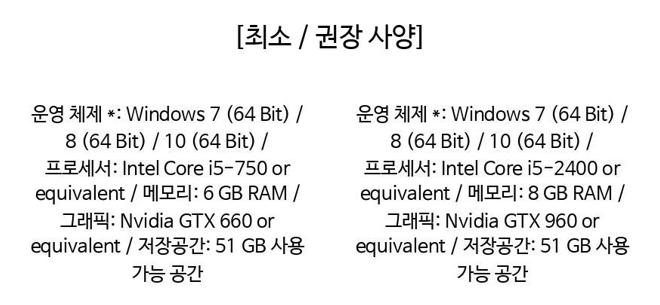 [최소 / 권장 사양]
운영 체제 *: Windows 7 (64 Bit) /
8 (64 Bit) / 10 (64 Bit) /
프로세서: Intel Core i5-750 or
equivalent / 메모리: 6 GB RAM /
그래픽: Nvidia GTX 660 or
equivalent / 저장공간: 51 GB 사용
가능 공간
운영 체제 *: Windows 7 (64 Bit) /
8 (64 Bit) / 10 (64 Bit) /
프로세서: Intel Core i5-2400 or
equivalent / 메모리: 8 GB RAM /
그래픽: Nvidia GTX 960 or
equivalent / 저장공간: 51 GB 사용
가능 공간